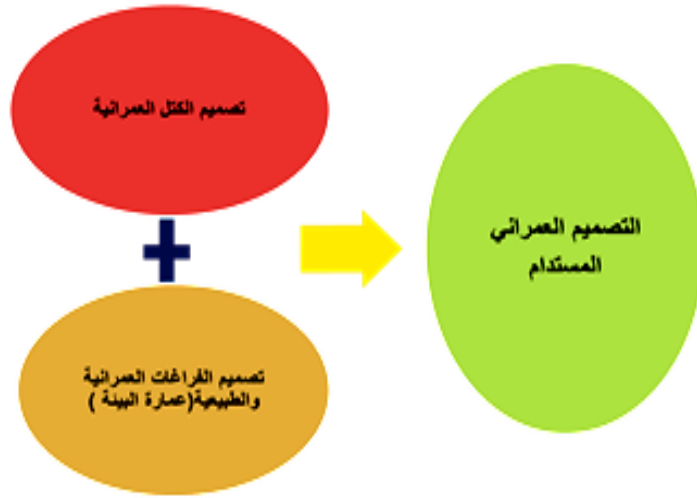 تصميم الكتل العمرانية
تصميم الفراغات العمرانية
والطبيعية(عمارة البيئة )
التصميم العمراني
المستدام